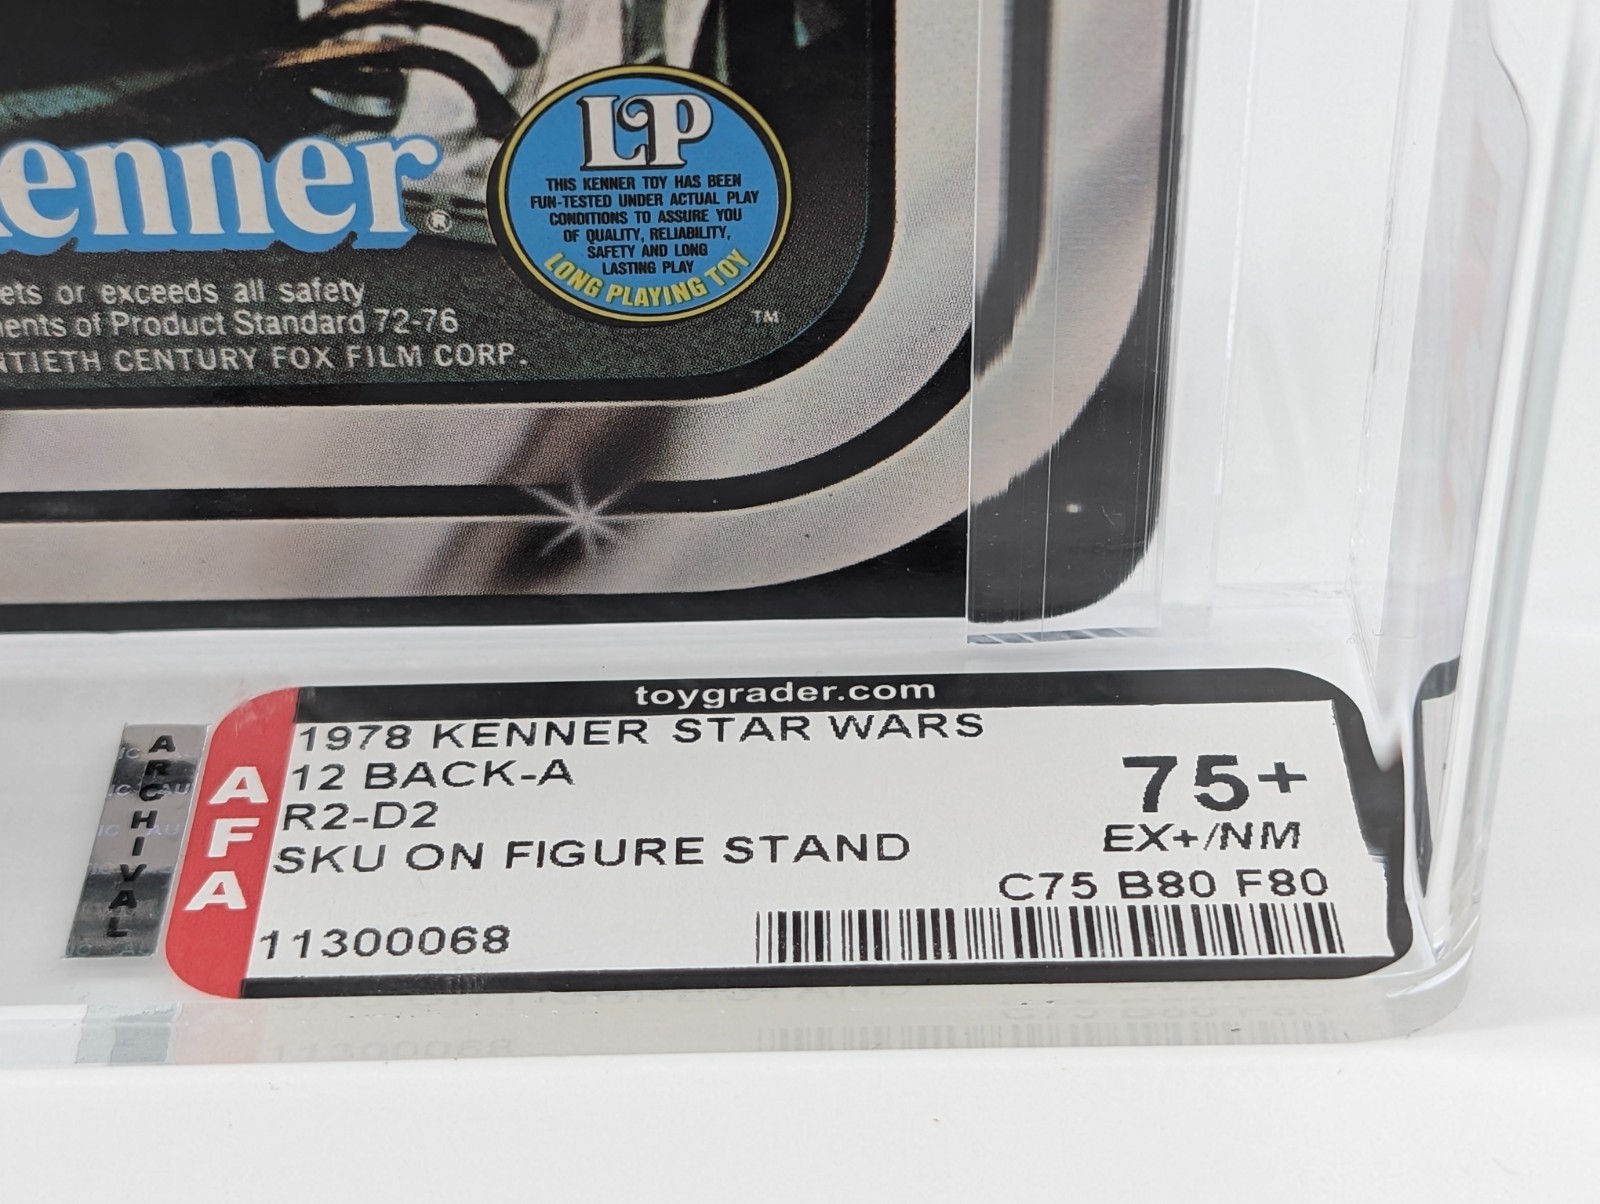 enner®
LP
THIS KENNER TOY HAS BEEN
FUN-TESTED UNDER ACTUAL PLAY
CONDITIONS TO ASSURE YOU
OF QUALITY, RELIABILITY,
SAFETY AND LONG
LASTING PLAY
LONG PLAYING TOY
TM
ets or exceeds all safety
ents of Product Standard 72-76
NTIETH CENTURY FOX FILM CORP.
toygrader.com
ARCHIVAL
AFA
1978 KENNER STAR WARS
12 BACK-A
R2-D2
SKU ON FIGURE STAND
75+
EX+/NM
C75 B80 F80
11300068